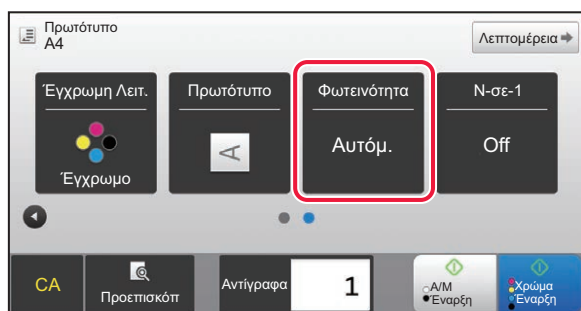 Πρωτότυπο
A4
Λεπτομέρεια
Έγχρωμη Λειτ.
Πρωτότυπο
Φωτεινότητα
N-σε-1
A
Αυτόμ.
Off
Έγχρωμο
CA
Προεπισκόπ
Αντίγραφα
1
Α/Μ
Έναρξη
Χρώμα
Έναρξη